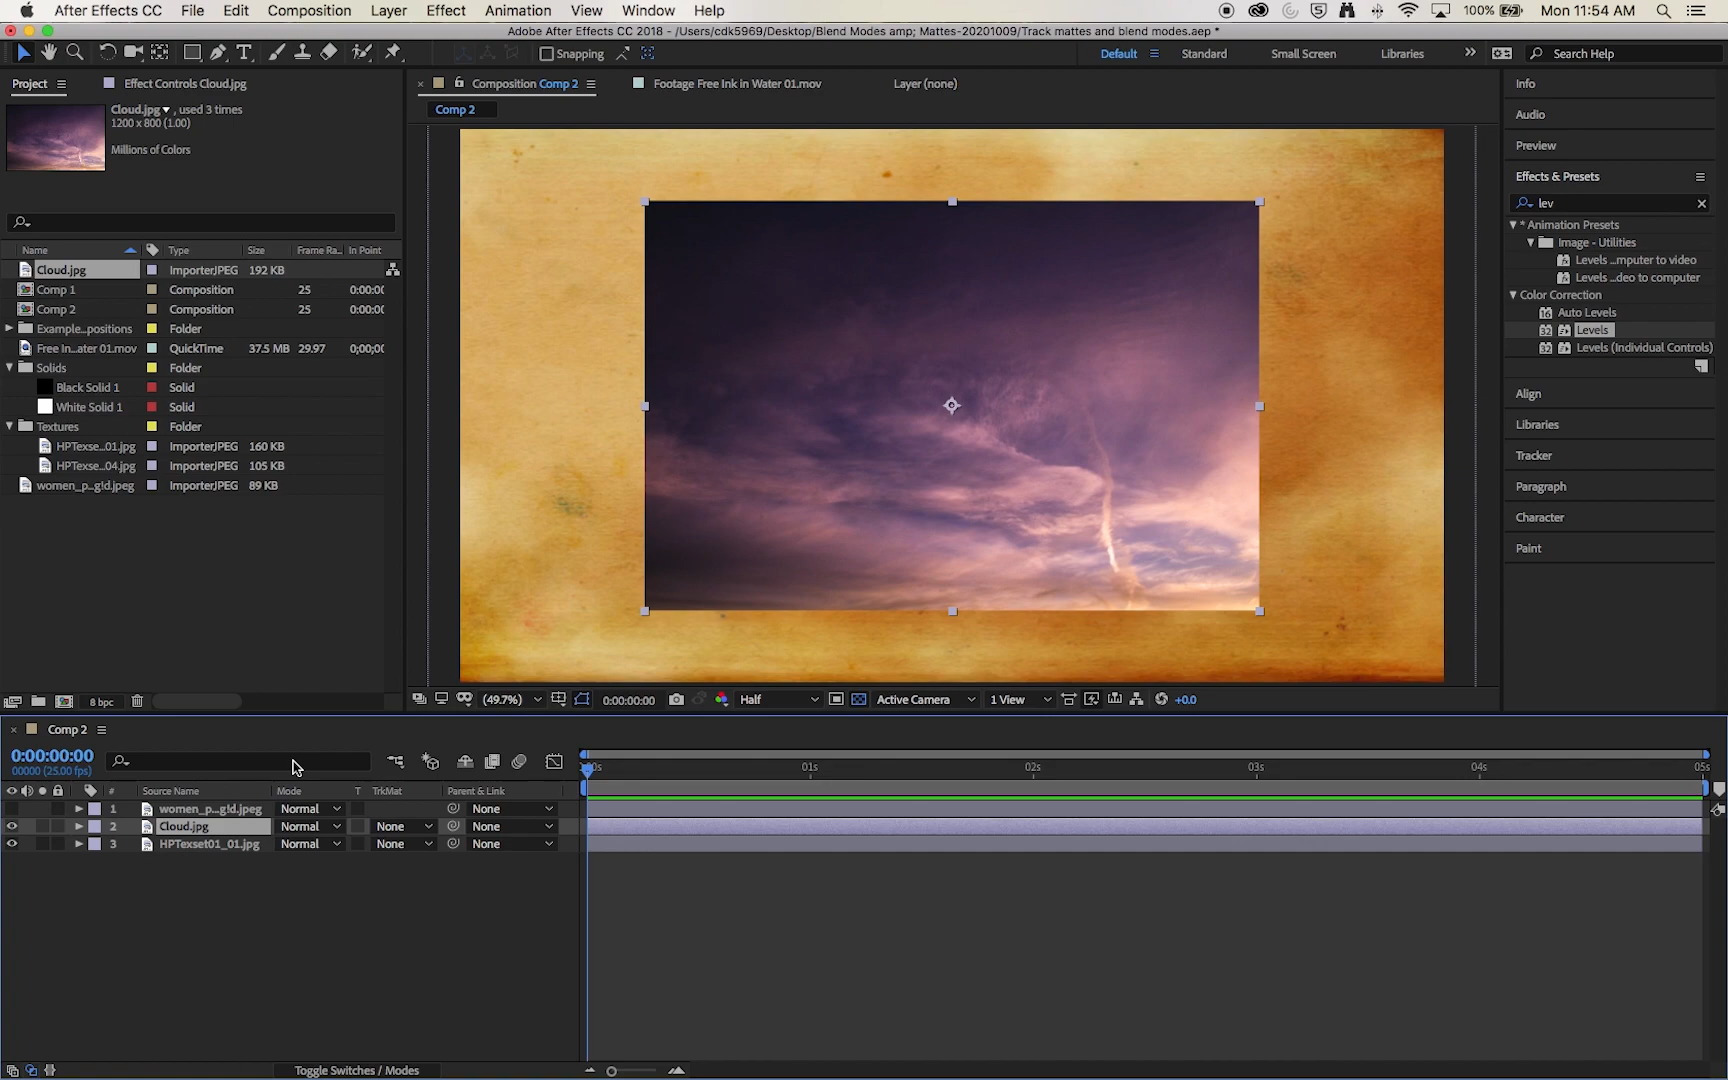 After Effects CC File Edit Composition Layer Effect Animation View Window Help 100% Mon 11:54 AM
Adobe After Effects CC 2018 - /Users/cdk5969/Desktop/Blend Modes amp; Mattes-20201009/Track mattes and blend modes.aep *
Snapping Default Standard Small Screen Libraries Search Help
Project Effect Controls Cloud.jpg Composition Comp 2 Footage Free Ink in Water 01.mov Layer (none) Info
Cloud.jpg , used 3 times
1200 x 800 (1.00)
Millions of Colors
Comp 2
Audio
Preview
Effects & Presets
lev
* Animation Presets
Image - Utilities
Levels ...mputer to video
Levels ...deo to computer
Color Correction
16 Auto Levels
32 Levels
32 Levels (Individual Controls)
Align
Libraries
Tracker
Paragraph
Character
Paint
Name Type Size Frame Ra... In Point
Cloud.jpg ImporterJPEG 192 KB
Comp 1 Composition 25 0:00:00
Comp 2 Composition 25 0:00:00
Example...positions Folder
Free In...ater 01.mov QuickTime 37.5 MB 29.97 0;00;00
Solids Folder
Black Solid 1 Solid
White Solid 1 Solid
Textures Folder
HPTexse...01.jpg ImporterJPEG 160 KB
HPTexse...04.jpg ImporterJPEG 105 KB
women_p...g!d.jpeg ImporterJPEG 89 KB
8 bpc (49.7%) 0:00:00:00 Half Active Camera 1 View +0.0
Comp 2
0:00:00:00
00000 (25.00 fps)
:00s 01s 02s 03s 04s 05s
# Source Name Mode T TrkMat Parent & Link
1 women_p...g!d.jpeg Normal None
2 Cloud.jpg Normal None None
3 HPTexset01_01.jpg Normal None None
Toggle Switches / Modes